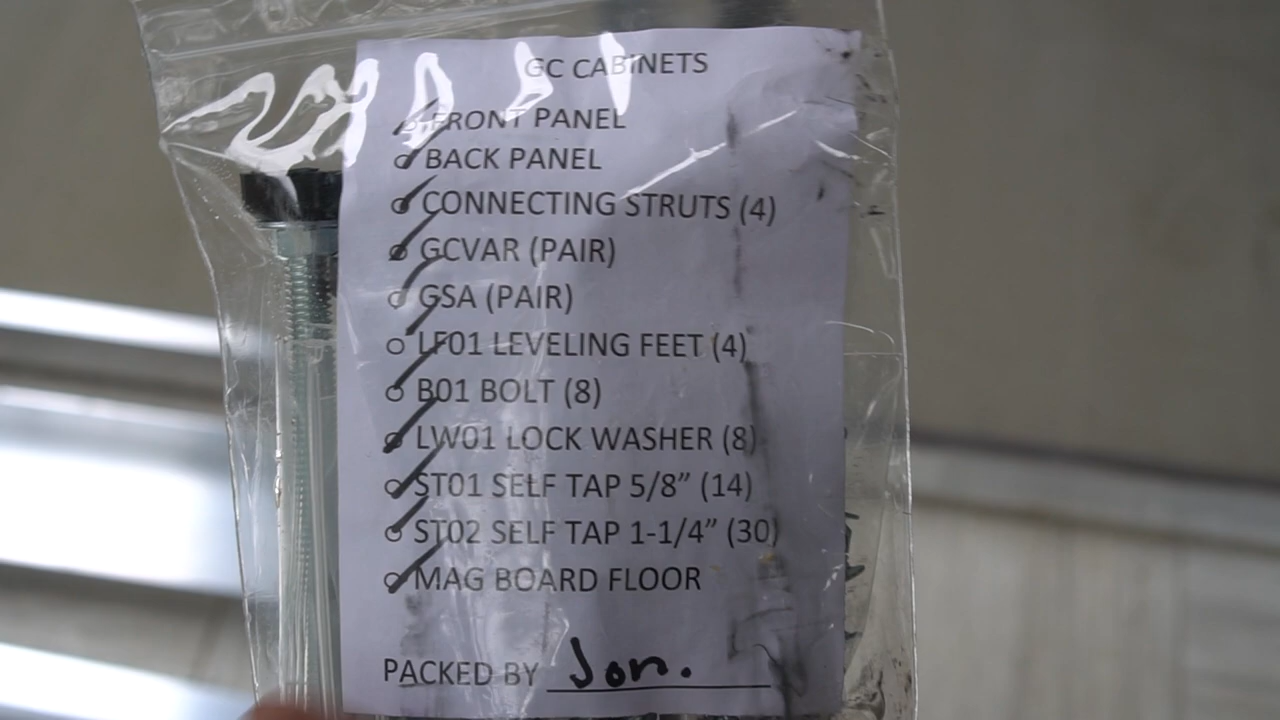 GC CABINETS
FRONT PANEL
BACK PANEL
CONNECTING STRUTS (4)
GCVAR (PAIR)
GSA (PAIR)
LF01 LEVELING FEET (4)
B01 BOLT (8)
LW01 LOCK WASHER (8)
ST01 SELF TAP 5/8” (14)
ST02 SELF TAP 1-1/4” (30)
MAG BOARD FLOOR
PACKED BY Jon.